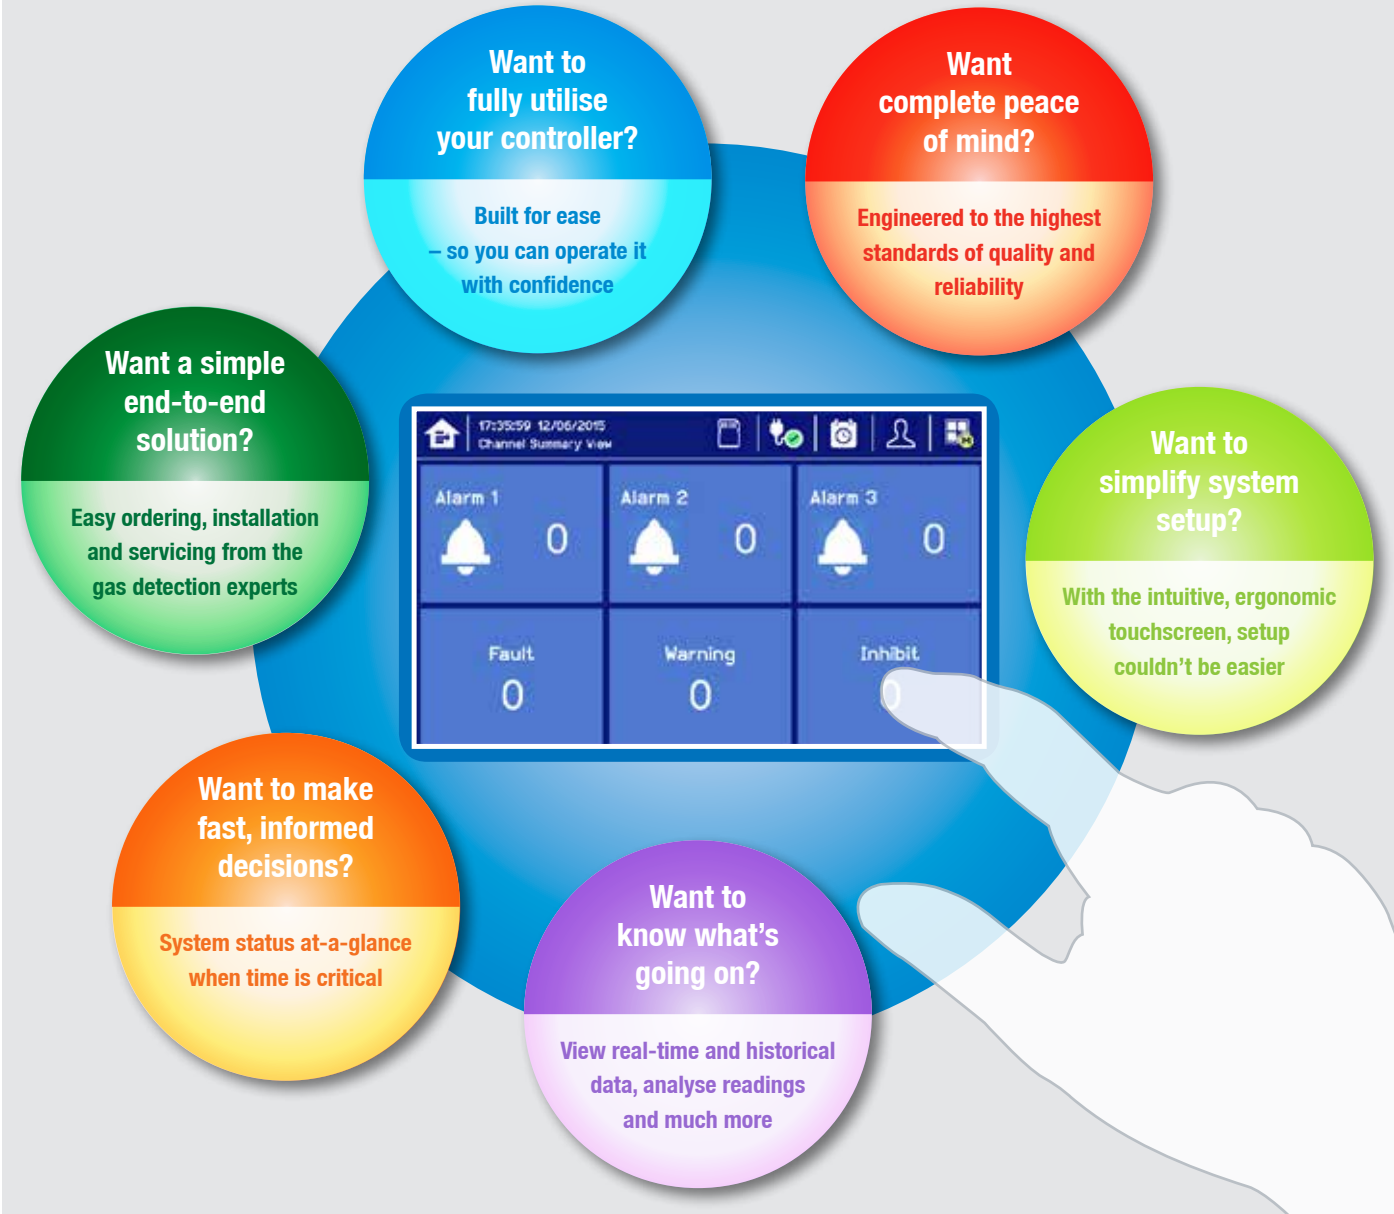 Want to
fully utilise
your controller?
Built for ease
– so you can operate it
with confidence
Want
complete peace
of mind?
Engineered to the highest
standards of quality and
reliability
Want a simple
end-to-end
solution?
Easy ordering, installation
and servicing from the
gas detection experts
17:35:59 12/06/2015
Channel Summary View
Alarm 1
0
Alarm 2
0
Alarm 3
0
Fault
0
Warning
0
Inhibit
0
Want to
simplify system
setup?
With the intuitive, ergonomic
touchscreen, setup
couldn't be easier
Want to make
fast, informed
decisions?
System status at-a-glance
when time is critical
Want to
know what's
going on?
View real-time and historical
data, analyse readings
and much more